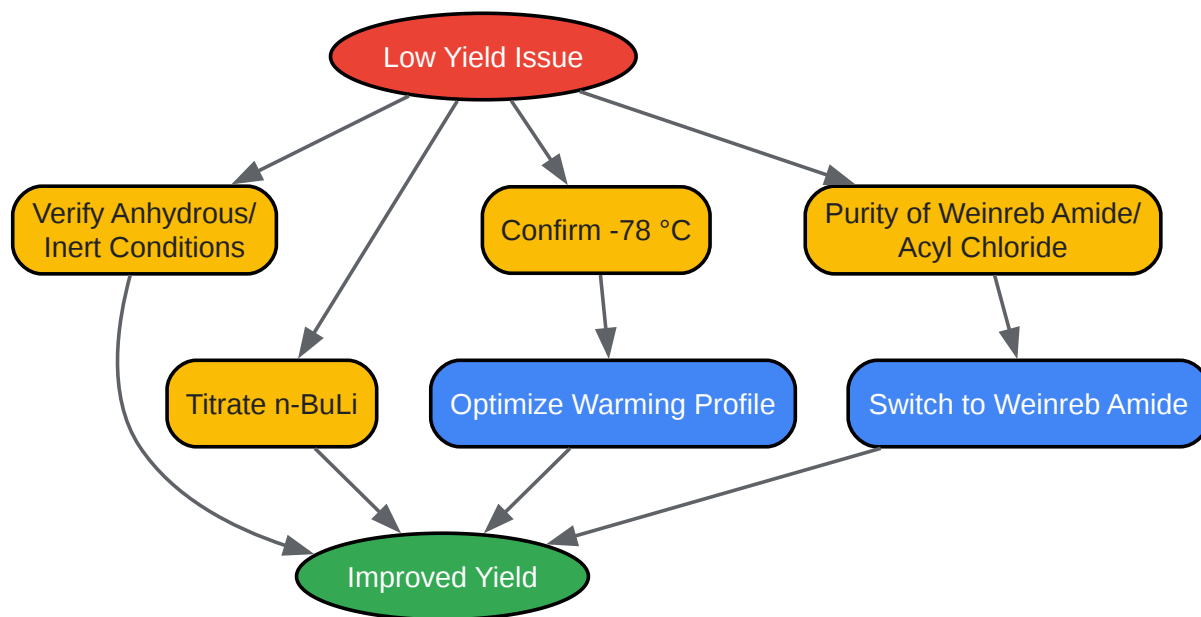 Low Yield Issue
Verify Anhydrous/
Inert Conditions
Confirm -78 °C
Purity of Weinreb Amide/
Acyl Chloride
Titrate n-BuLi
Optimize Warming Profile
Switch to Weinreb Amide
Improved Yield